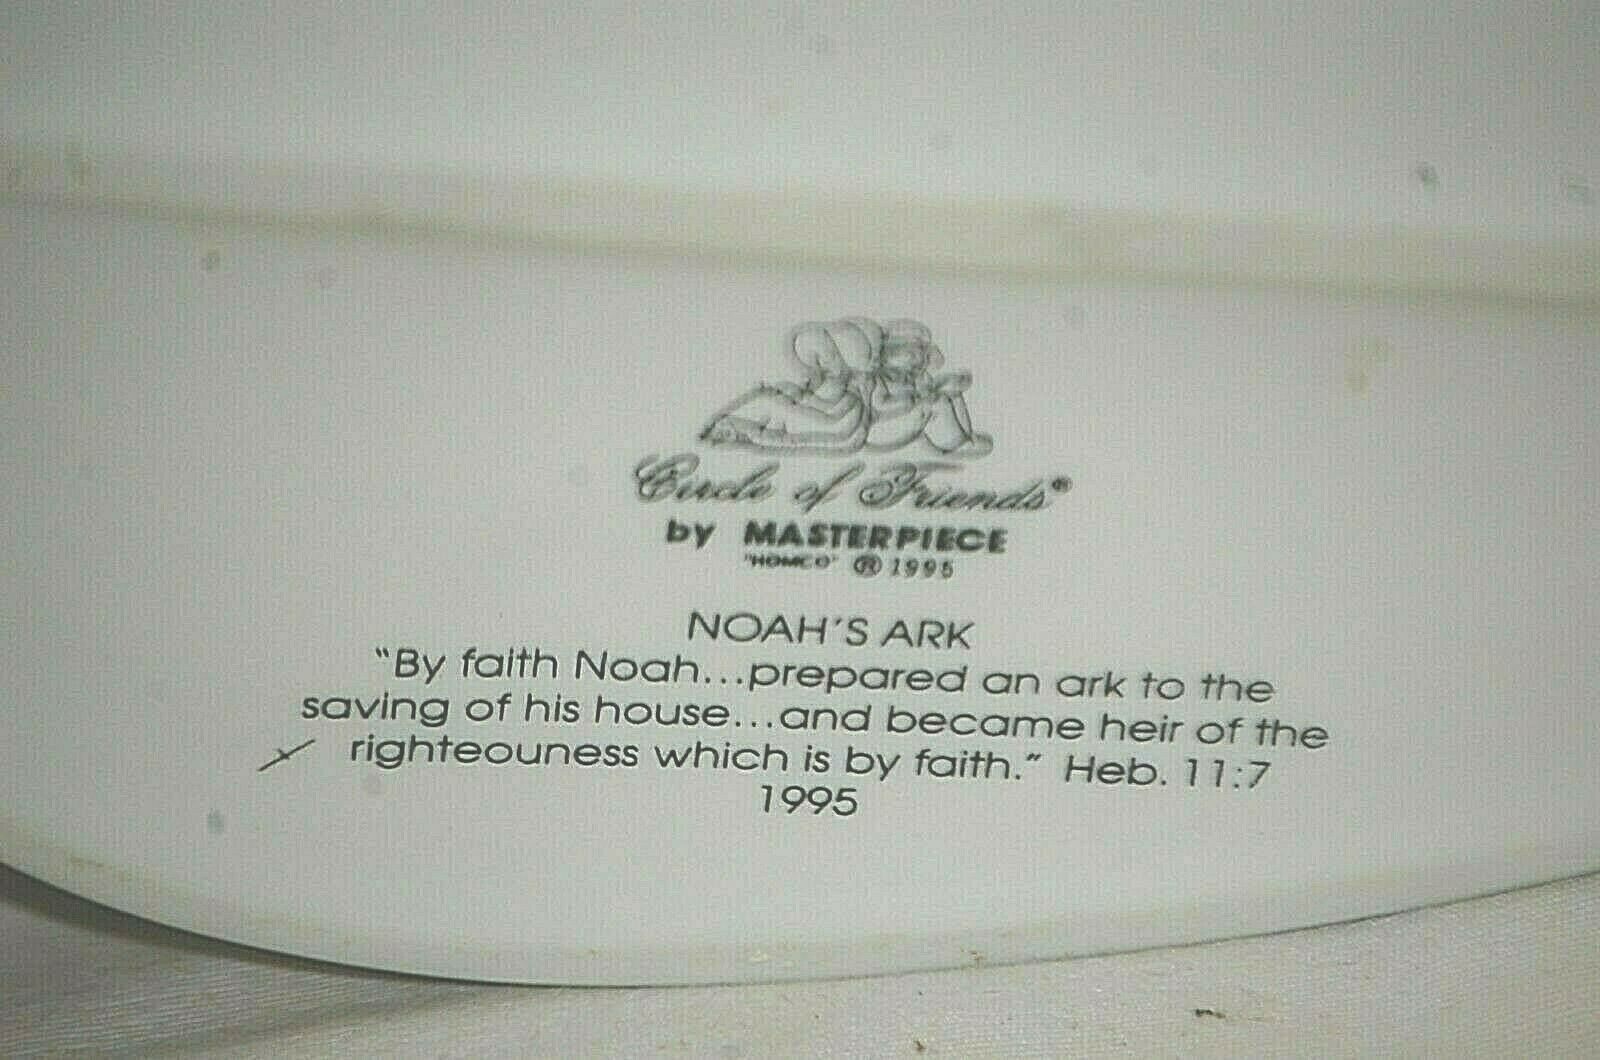 Circle of Friends®
by MASTERPIECE
"HOMCO" ® 1995
NOAH'S ARK
"By faith Noah...prepared an ark to the
saving of his house...and became heir of the
righteouness which is by faith." Heb. 11:7
1995